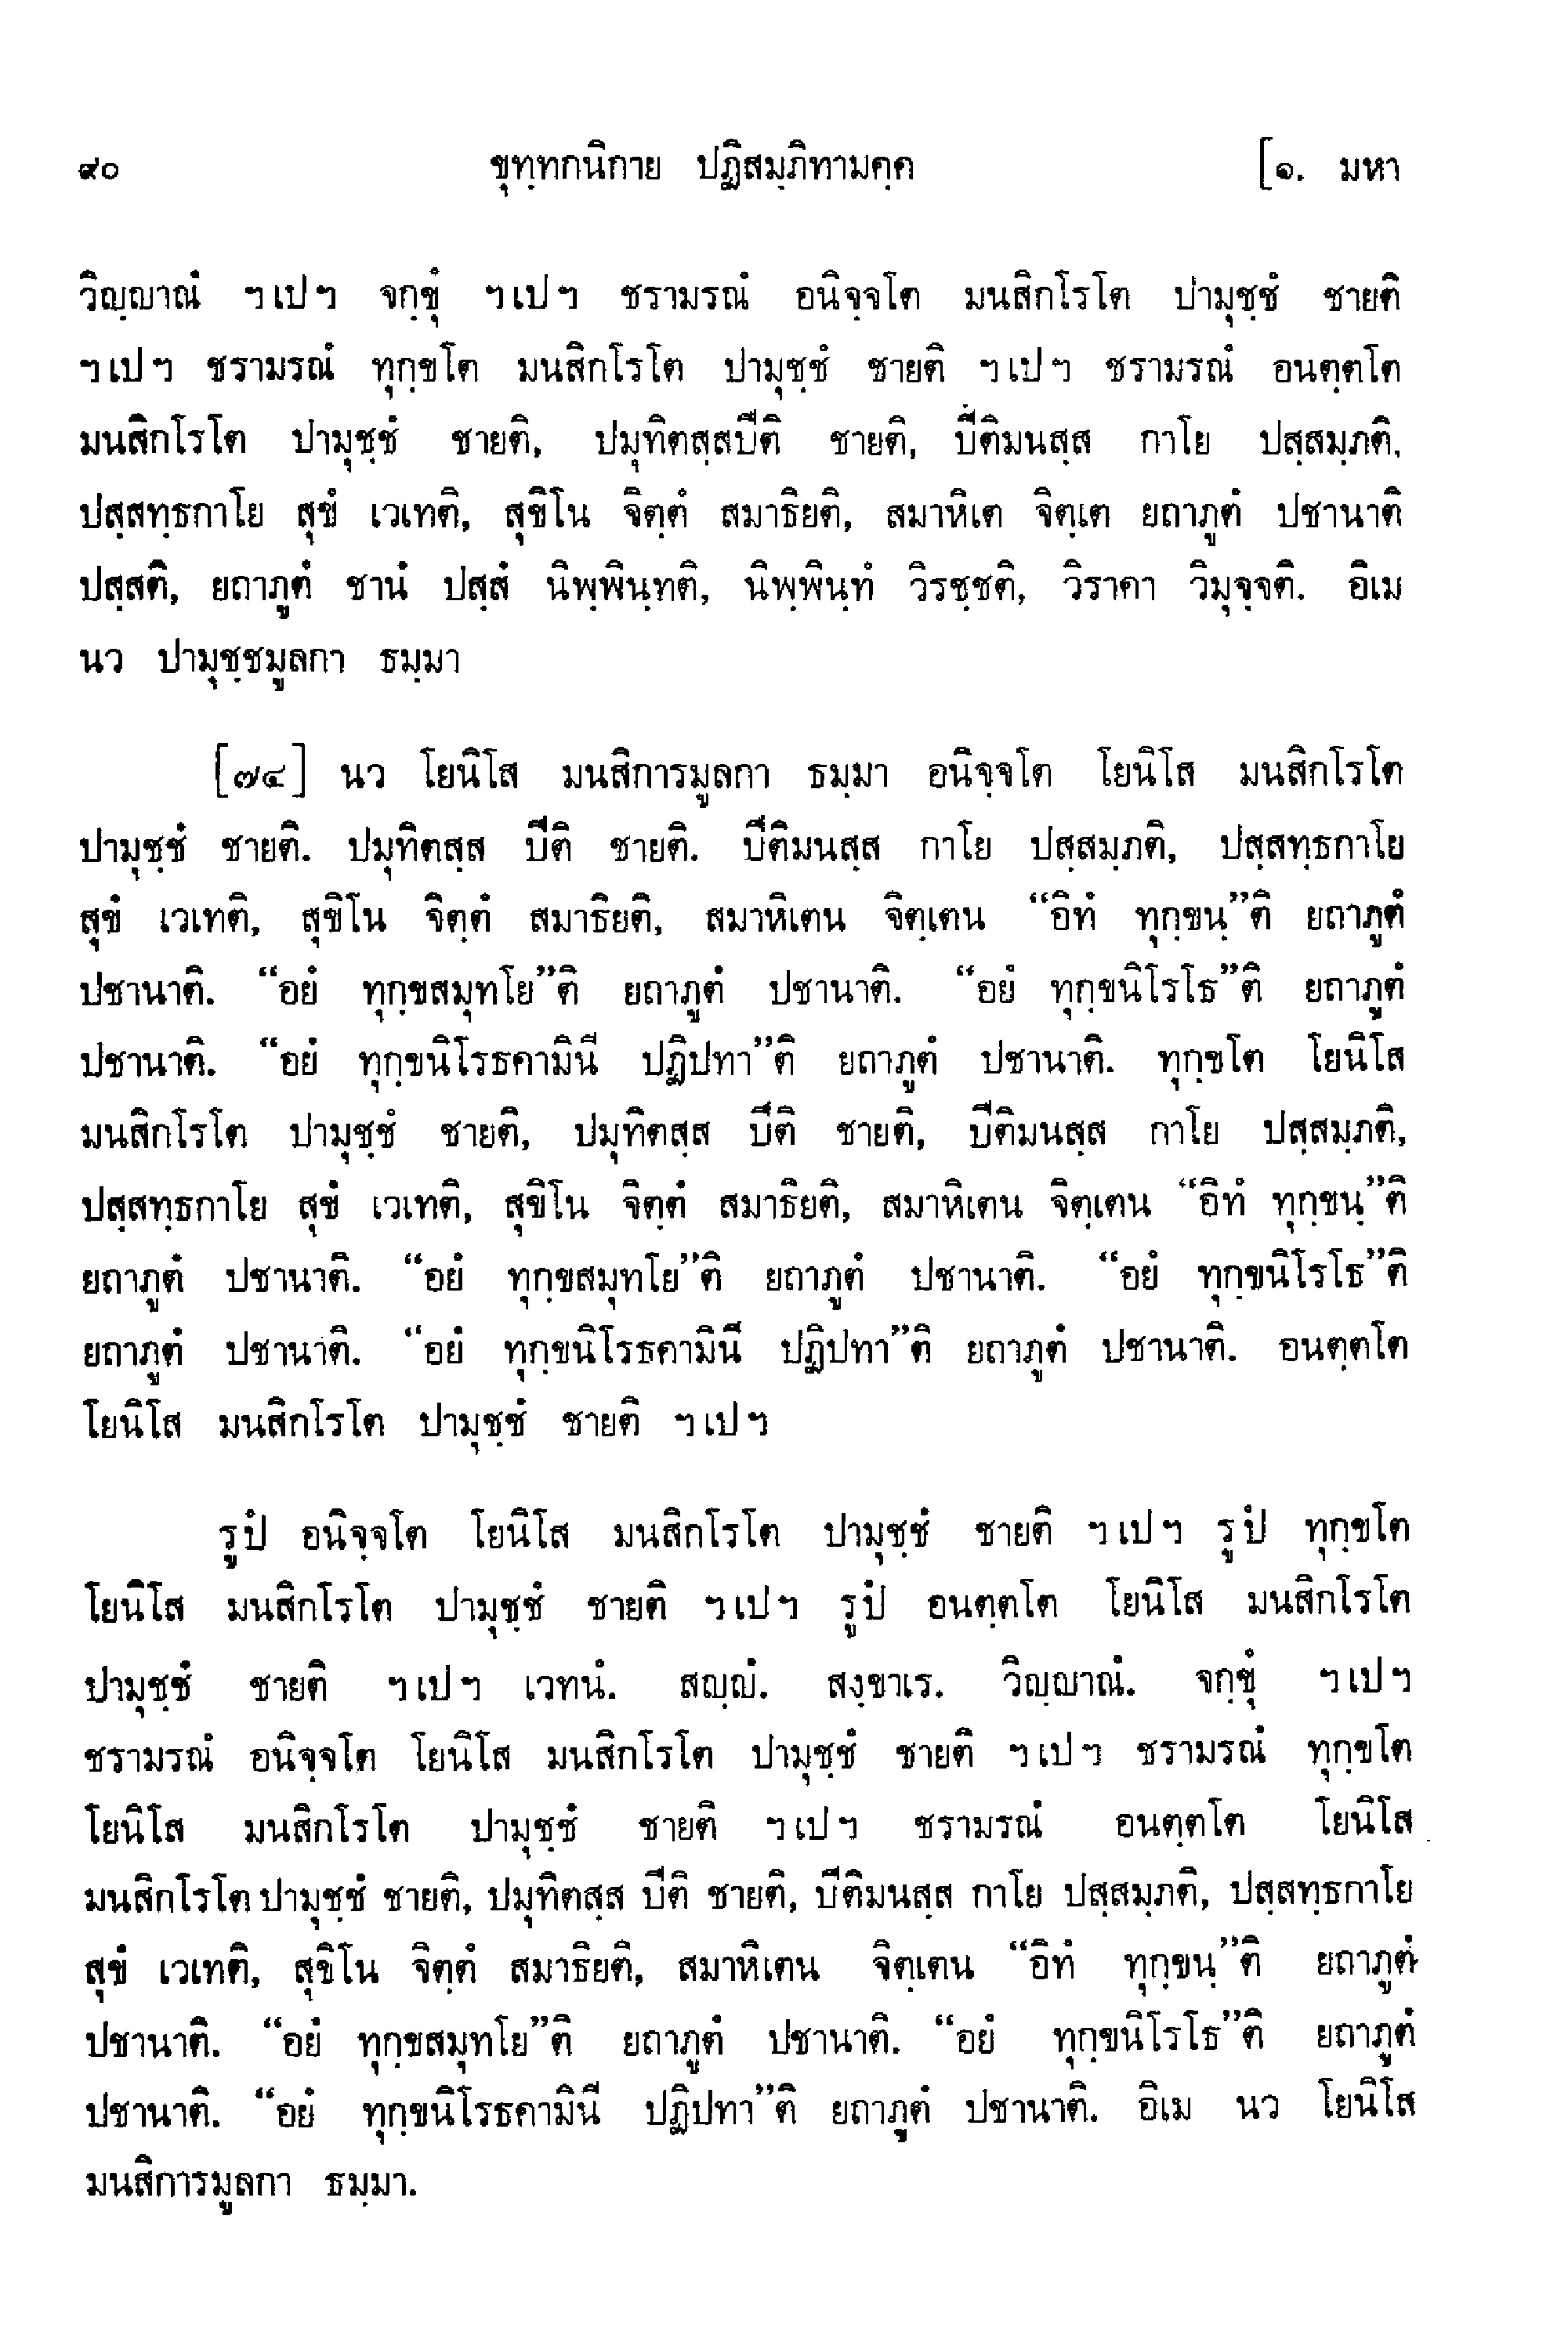 ๙๐ ขุทฺทกนิกาย ปฏิสมฺภิทามคฺค [๑. มหา
วิญฺญาณํ ฯเปฯ จกฺขุํ ฯเปฯ ชรามรณํ อนิจฺจโต มนสิกโรโต ปามุชฺชํ ชายติ
ฯเปฯ ชรามรณํ ทุกฺขโต มนสิกโรโต ปามุชฺชํ ชายติ ฯเปฯ ชรามรณํ อนตฺตโต
มนสิกโรโต ปามุชฺชํ ชายติ, ปมุทิตสฺสปีติ ชายติ, ปีติมนสฺส กาโย ปสฺสมฺภติ,
ปสฺสทฺธกาโย สุขํ เวเทติ, สุขิโน จิตฺตํ สมาธิยติ, สมาหิเต จิตฺเต ยถาภูตํ ปชานาติ
ปสฺสติ, ยถาภูตํ ชานํ ปสฺสํ นิพฺพินฺทติ, นิพฺพินฺทํ วิรชฺชติ, วิราคา วิมุจฺจติ. อิเม
นว ปามุชฺชมูลกา ธมฺมา
[๗๔] นว โยนิโส มนสิการมูลกา ธมฺมา อนิจฺจโต โยนิโส มนสิกโรโต
ปามุชฺชํ ชายติ. ปมุทิตสฺส ปีติ ชายติ. ปีติมนสฺส กาโย ปสฺสมฺภติ, ปสฺสทฺธกาโย
สุขํ เวเทติ, สุขิโน จิตฺตํ สมาธิยติ, สมาหิเตน จิตฺเตน “อิทํ ทุกฺขนฺ”ติ ยถาภูตํ
ปชานาติ. “อยํ ทุกฺขสมุทโย”ติ ยถาภูตํ ปชานาติ. “อยํ ทุกฺขนิโรโธ”ติ ยถาภูตํ
ปชานาติ. “อยํ ทุกฺขนิโรธคามินี ปฏิปทา”ติ ยถาภูตํ ปชานาติ. ทุกฺขโต โยนิโส
มนสิกโรโต ปามุชฺชํ ชายติ, ปมุทิตสฺส ปีติ ชายติ, ปีติมนสฺส กาโย ปสฺสมฺภติ,
ปสฺสทฺธกาโย สุขํ เวเทติ, สุขิโน จิตฺตํ สมาธิยติ, สมาหิเตน จิตฺเตน “อิทํ ทุกฺขนฺ”ติ
ยถาภูตํ ปชานาติ. “อยํ ทุกฺขสมุทโย”ติ ยถาภูตํ ปชานาติ. “อยํ ทุกฺขนิโรโธ”ติ
ยถาภูตํ ปชานาติ. “อยํ ทุกฺขนิโรธคามินี ปฏิปทา”ติ ยถาภูตํ ปชานาติ. อนตฺตโต
โยนิโส มนสิกโรโต ปามุชฺชํ ชายติ ฯเปฯ
รูปํ อนิจฺจโต โยนิโส มนสิกโรโต ปามุชฺชํ ชายติ ฯเปฯ รูปํ ทุกฺขโต
โยนิโส มนสิกโรโต ปามุชฺชํ ชายติ ฯเปฯ รูปํ อนตฺตโต โยนิโส มนสิกโรโต
ปามุชฺชํ ชายติ ฯเปฯ เวทนํ. สญฺญํ. สงฺขาเร. วิญฺญาณํ. จกฺขุํ ฯเปฯ
ชรามรณํ อนิจฺจโต โยนิโส มนสิกโรโต ปามุชฺชํ ชายติ ฯเปฯ ชรามรณํ ทุกฺขโต
โยนิโส มนสิกโรโต ปามุชฺชํ ชายติ ฯเปฯ ชรามรณํ อนตฺตโต โยนิโส
มนสิกโรโต ปามุชฺชํ ชายติ, ปมุทิตสฺส ปีติ ชายติ, ปีติมนสฺส กาโย ปสฺสมฺภติ, ปสฺสทฺธกาโย
สุขํ เวเทติ, สุขิโน จิตฺตํ สมาธิยติ, สมาหิเตน จิตฺเตน “อิทํ ทุกฺขนฺ”ติ ยถาภูตํ
ปชานาติ. “อยํ ทุกฺขสมุทโย”ติ ยถาภูตํ ปชานาติ. “อยํ ทุกฺขนิโรโธ”ติ ยถาภูตํ
ปชานาติ. “อยํ ทุกฺขนิโรธคามินี ปฏิปทา”ติ ยถาภูตํ ปชานาติ. อิเม นว โยนิโส
มนสิการมูลกา ธมฺมา.